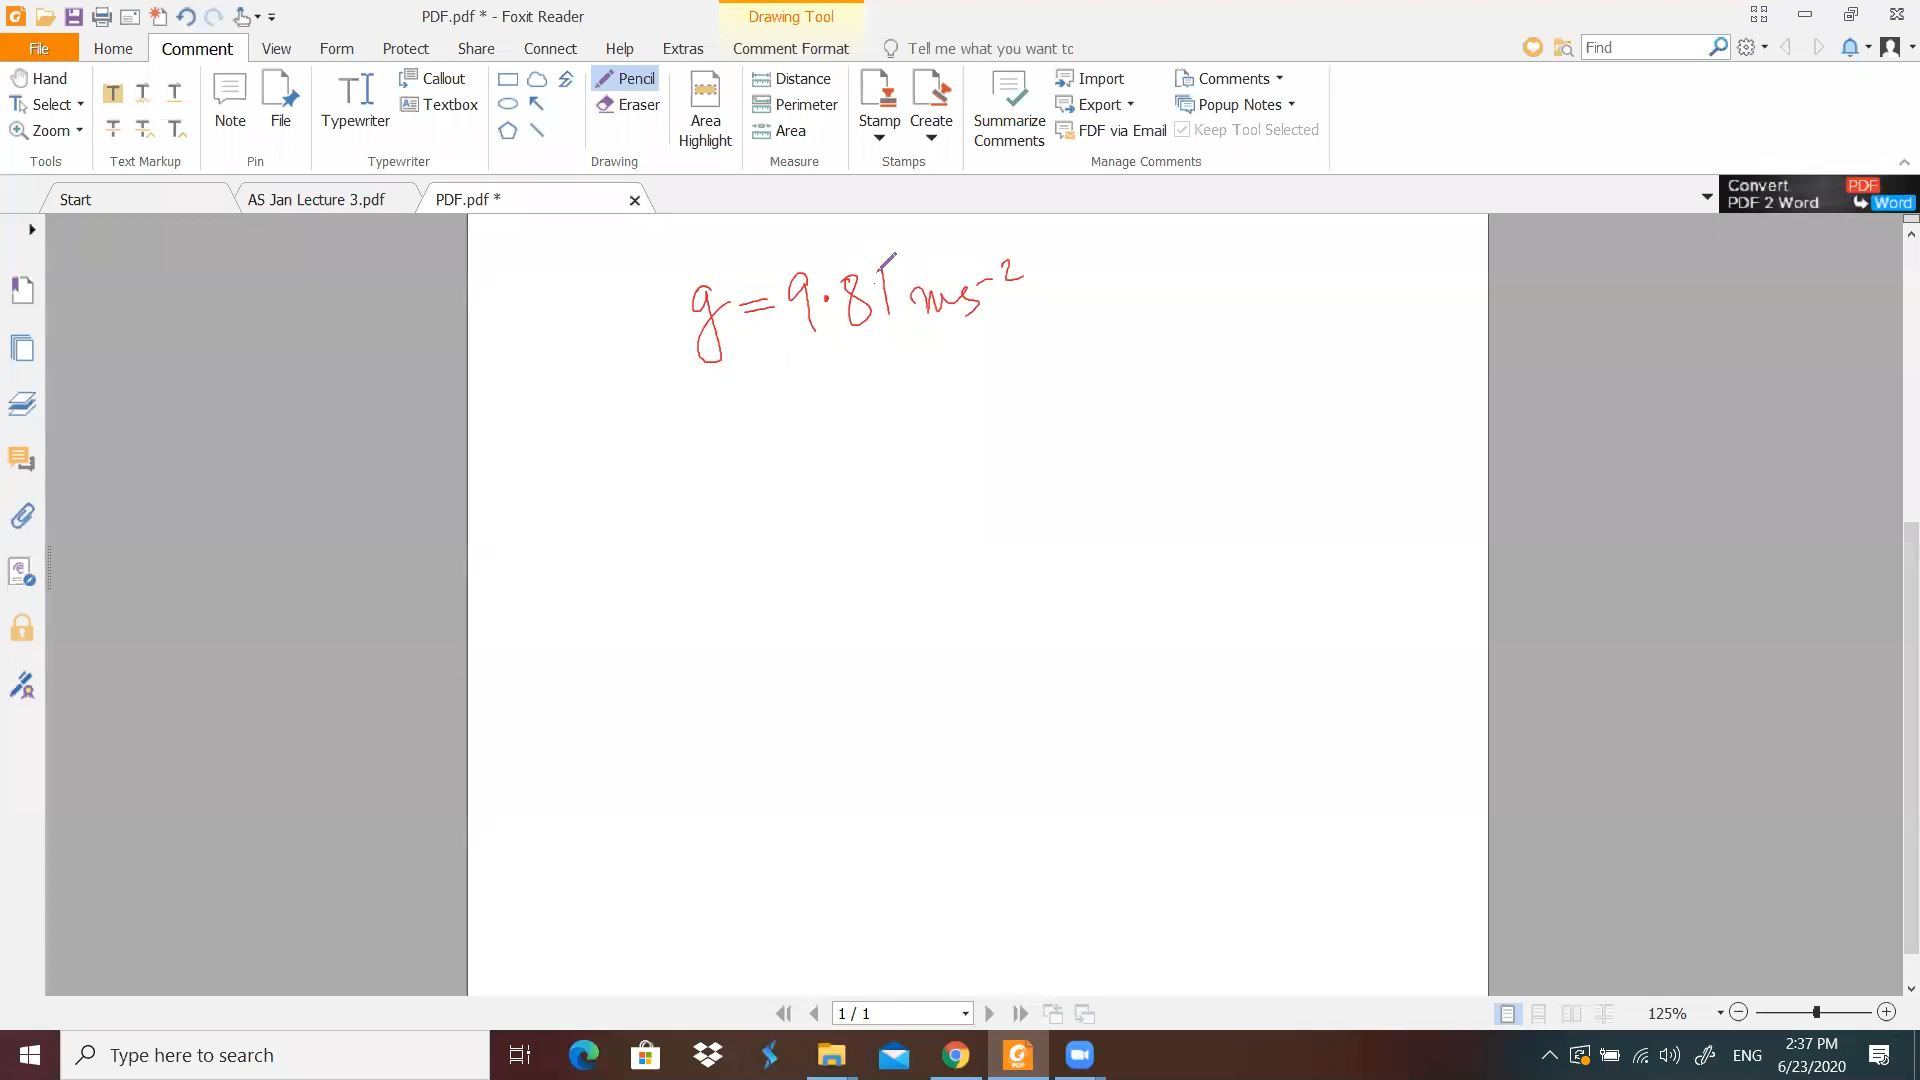 PDF.pdf * - Foxit Reader
Drawing Tool
File Home Comment View Form Protect Share Connect Help Extras Comment Format Tell me what you want to Find
Hand
Select
Zoom
Tools
T T T
T T T
Text Markup
Note File
Pin
Typewriter
Callout
Textbox
Typewriter
Pencil
Eraser
Drawing
Area Highlight
Distance
Perimeter
Area
Measure
Stamp Create
Stamps
Summarize Comments
Import
Export
FDF via Email
Comments
Popup Notes
Keep Tool Selected
Manage Comments
Start AS Jan Lecture 3.pdf PDF.pdf *
Convert PDF
PDF 2 Word Word
g = 9.81 ms⁻²
1 / 1
125%
Type here to search
PDF
ENG
2:37 PM
6/23/2020